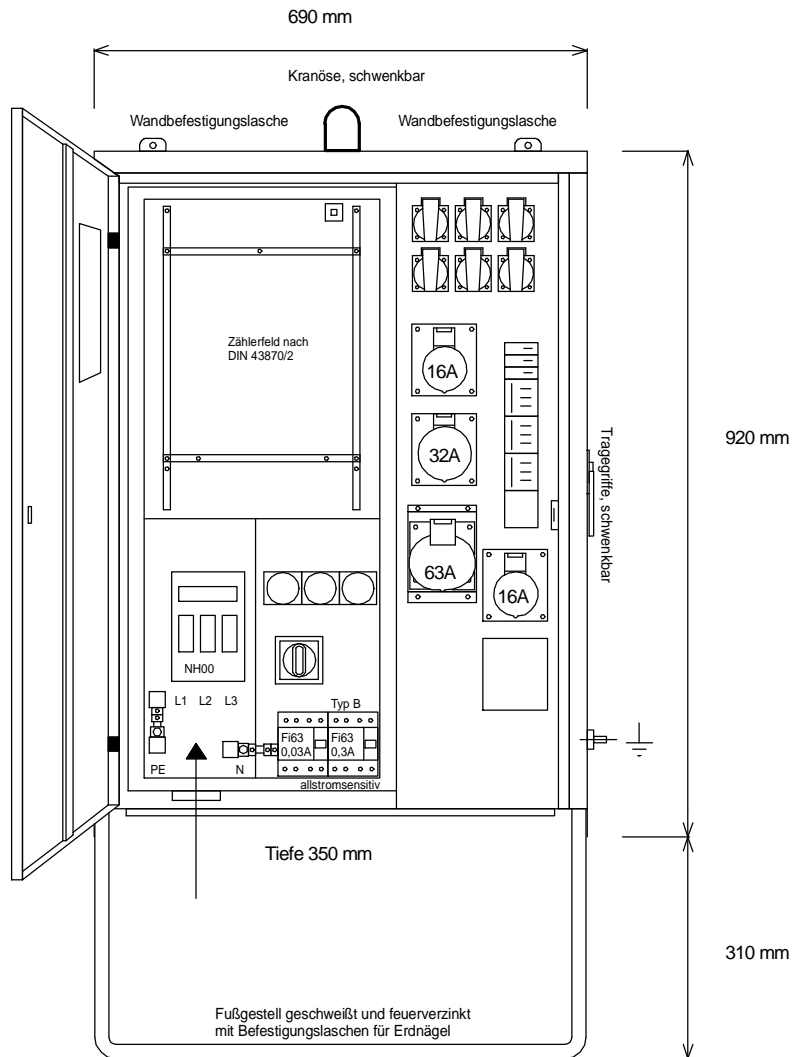 690 mm
Kranöse, schwenkbar
Wandbefestigungslasche
Wandbefestigungslasche
Zählerfeld nach
DIN 43870/2
16A
32A
63A
16A
Tragegriffe, schwenkbar
920 mm
NH00
L1 L2 L3
PE
N
Typ B
Fi63
0,03A
Fi63
0,3A
allstromsensitiv
Tiefe 350 mm
310 mm
Fußgestell geschweißt und feuerverzinkt
mit Befestigungslaschen für Erdnägel